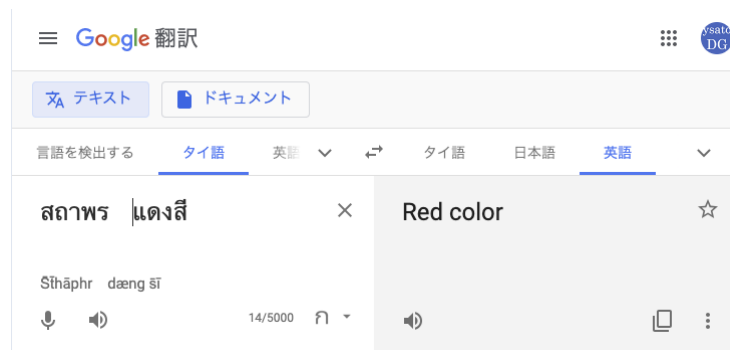 Google 翻訳
ysato
DG
テキスト ドキュメント
言語を検出する タイ語 英語 タイ語 日本語 英語
สถาพร แดงสี Red color
S̄t̄hāphr dæng s̄ī
14/5000 ก